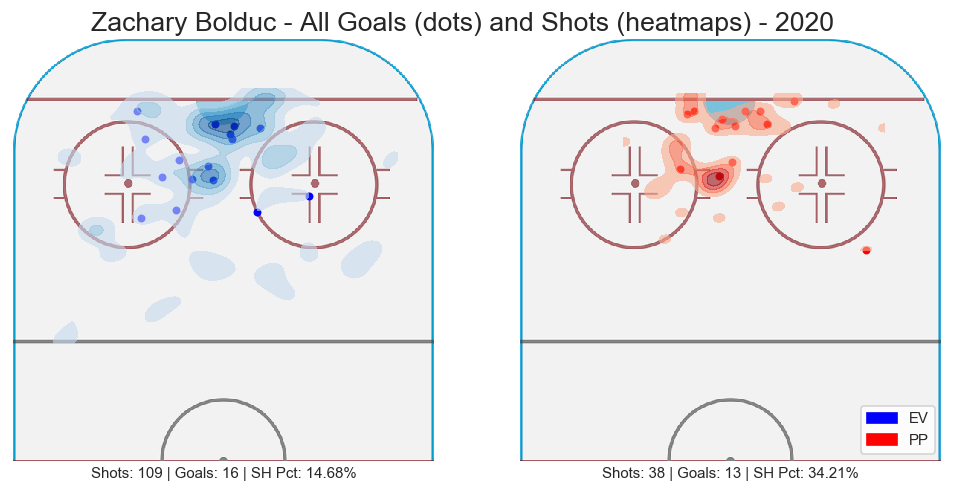 Zachary Bolduc - All Goals (dots) and Shots (heatmaps) - 2020
EV
PP
Shots: 109 | Goals: 16 | SH Pct: 14.68%
Shots: 38 | Goals: 13 | SH Pct: 34.21%